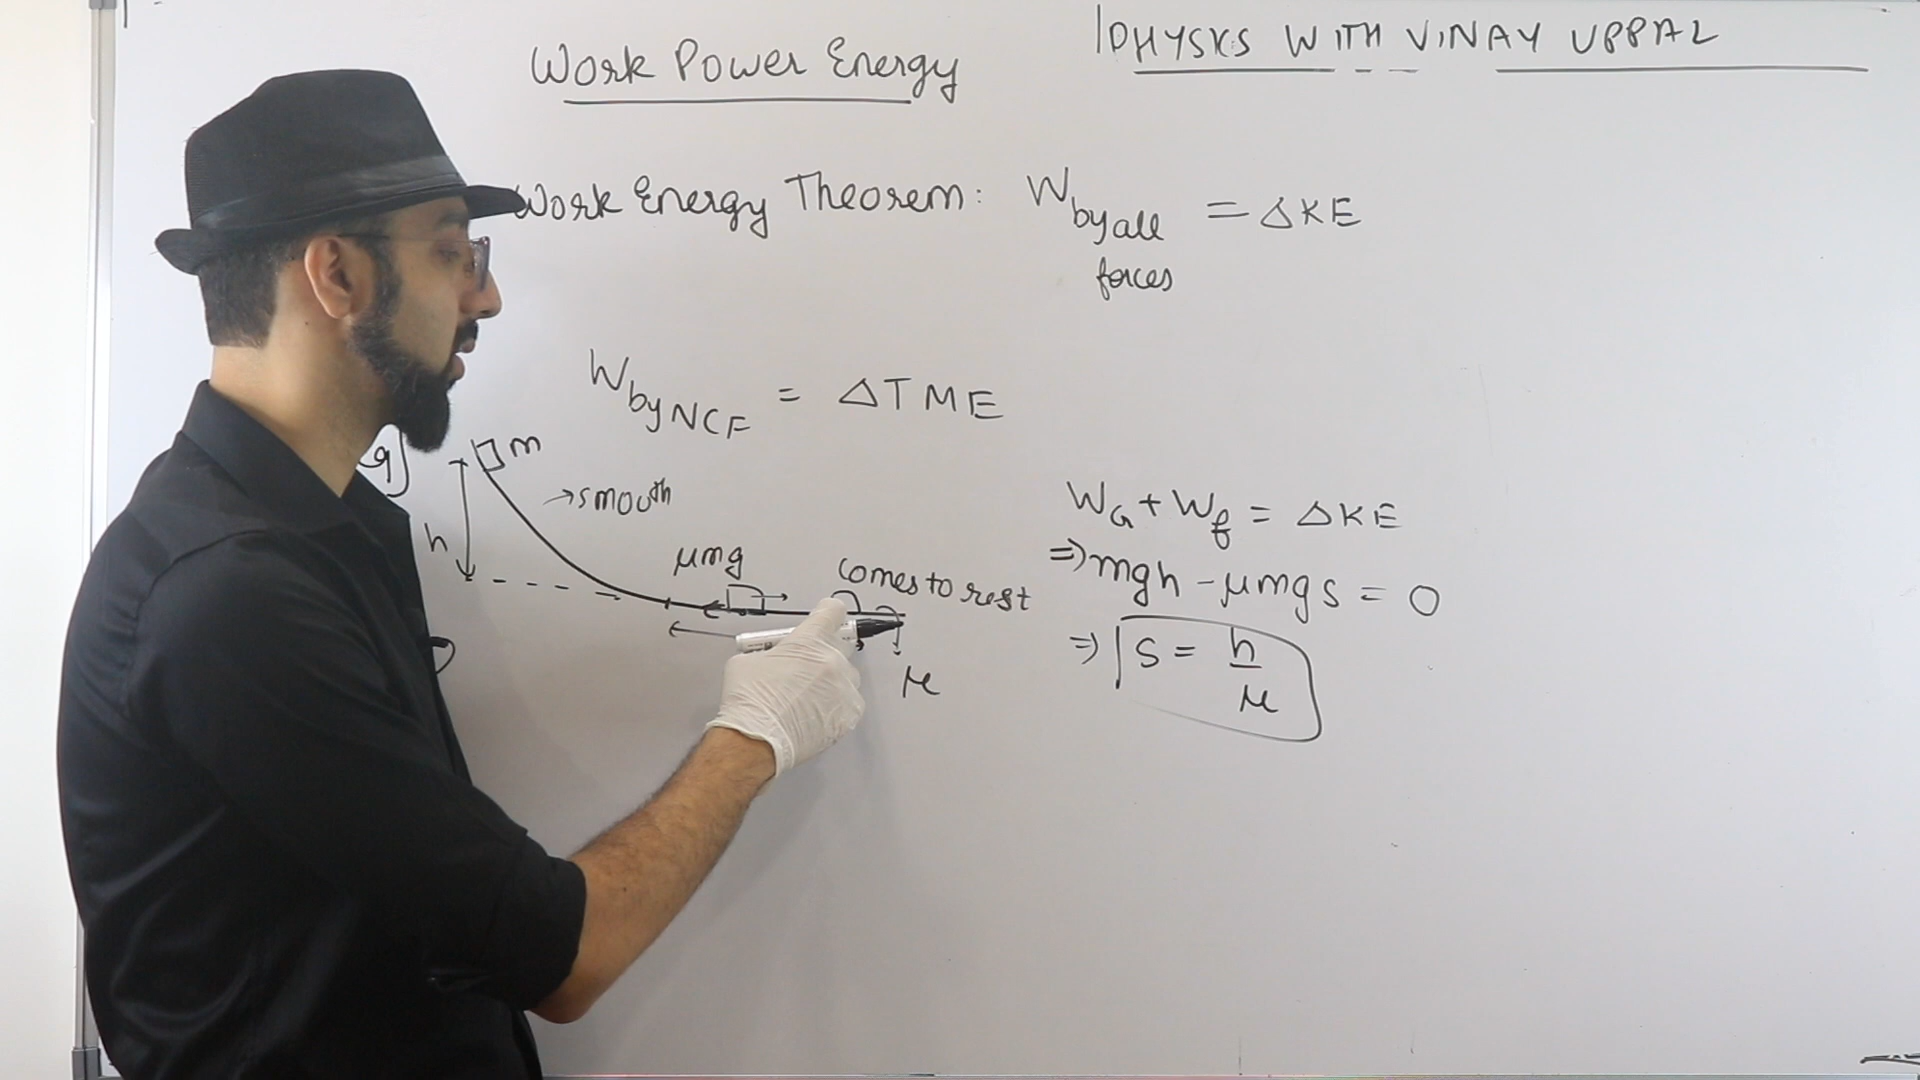 PHYSICS WITH VINAY UPPAL
Work Power Energy
Work Energy Theorem: W by all forces = ΔKE
W by NCF = ΔTME
q) m
→ smooth
h
μmg
comes to rest
μ
W_G + W_f = ΔKE
⇒ mgh - μmgs = 0
⇒ s = h/μ